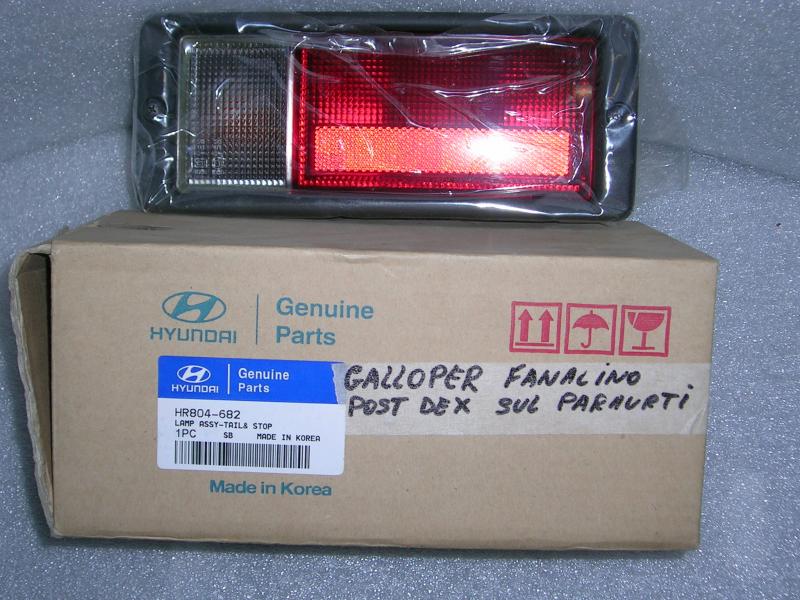 HYUNDAI
Genuine
Parts
HYUNDAI
Genuine
Parts
HR804-682
LAMP ASSY-TAIL& STOP
1PC SB MADE IN KOREA
Made in Korea
GALLOPER FANALINO
POST DEX SUL PARAURTI